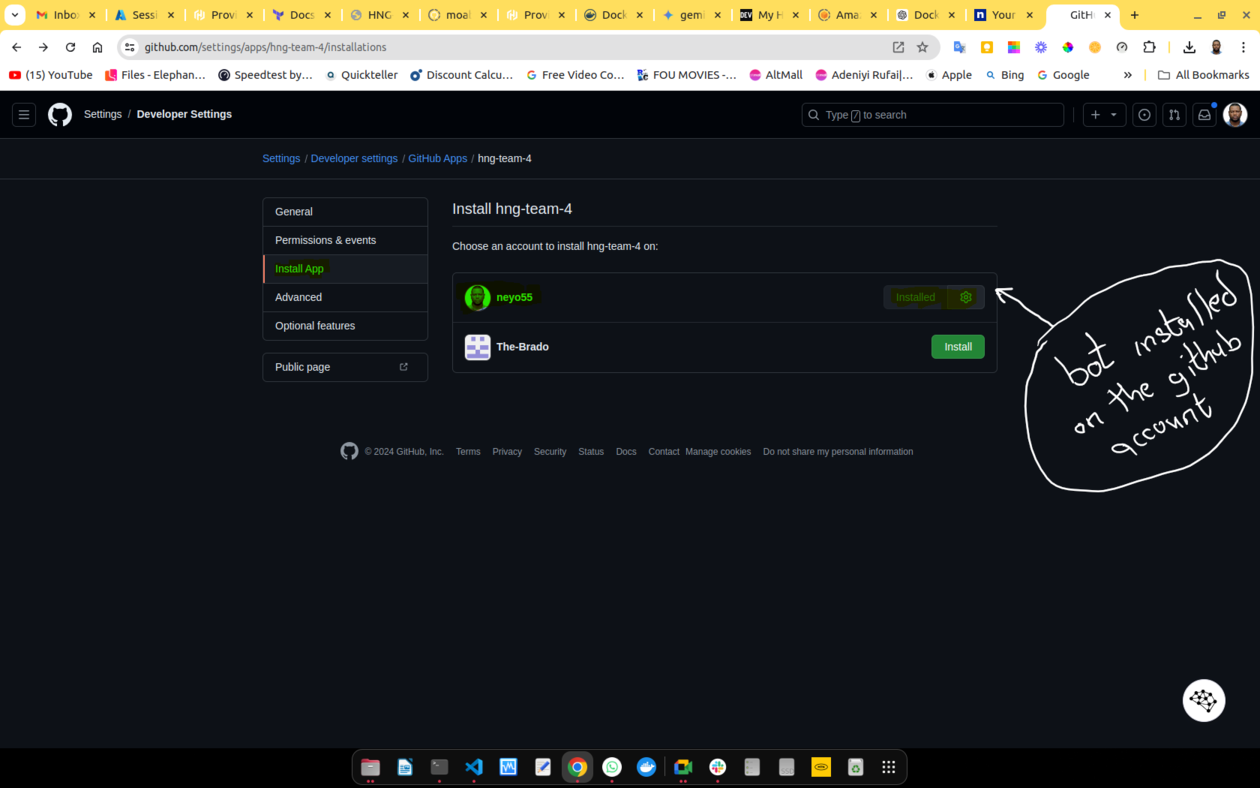 Inbo
Sessi
Provi
Docs
HNG
moal
Provi
Dock
gemi
DEV My H
Ama
Dock
Your
GitH
github.com/settings/apps/hng-team-4/installations
(15) YouTube
Files - Elephan...
Speedtest by...
Quickteller
Discount Calcu...
Free Video Co...
FOU MOVIES -...
AltMall
Adeniyi Rufai|...
Apple
Bing
Google
»
All Bookmarks
Settings / Developer Settings
Type / to search
Settings / Developer settings / GitHub Apps / hng-team-4
General
Permissions & events
Install App
Advanced
Optional features
Public page
Install hng-team-4
Choose an account to install hng-team-4 on:
neyo55
Installed
The-Brado
Install
bot installed
on the github
account
© 2024 GitHub, Inc. Terms Privacy Security Status Docs Contact Manage cookies Do not share my personal information